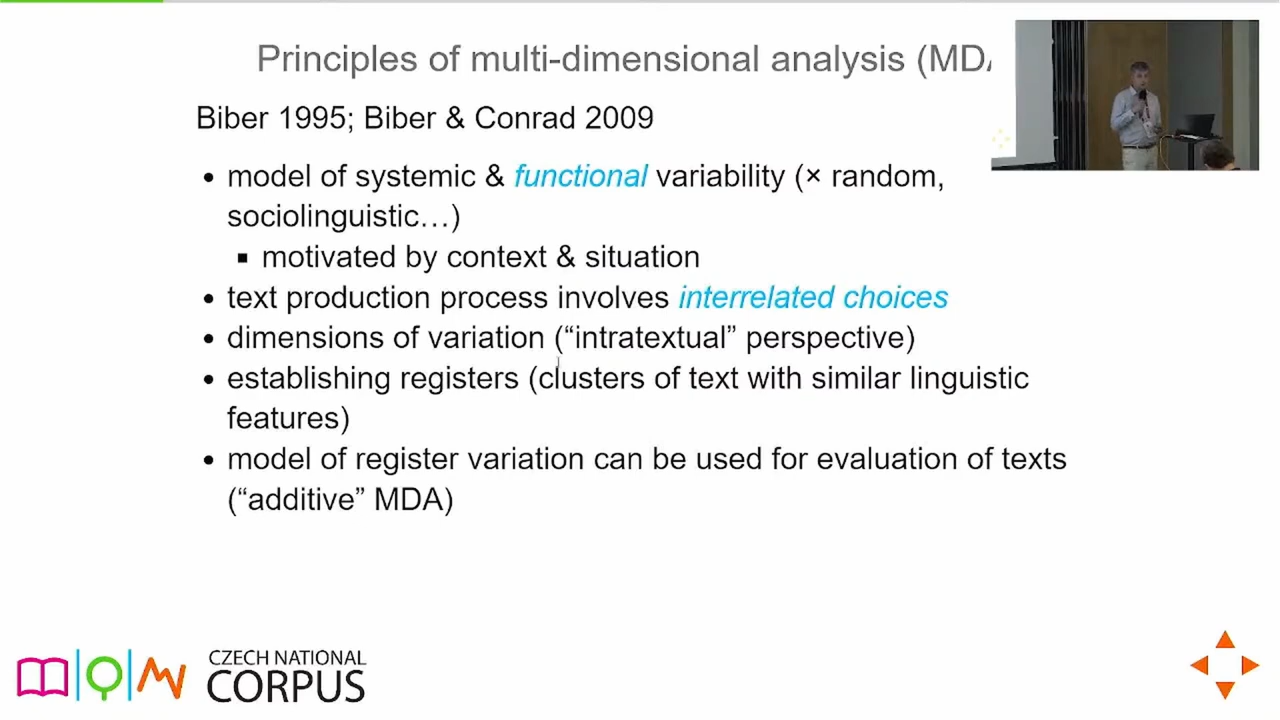 Principles of multi-dimensional analysis (MDA
Biber 1995; Biber & Conrad 2009
• model of systemic & functional variability (× random,
sociolinguistic…)
▪ motivated by context & situation
• text production process involves interrelated choices
• dimensions of variation (“intratextual” perspective)
• establishing registers (clusters of text with similar linguistic
features)
• model of register variation can be used for evaluation of texts
(“additive” MDA)
CZECH NATIONAL
CORPUS